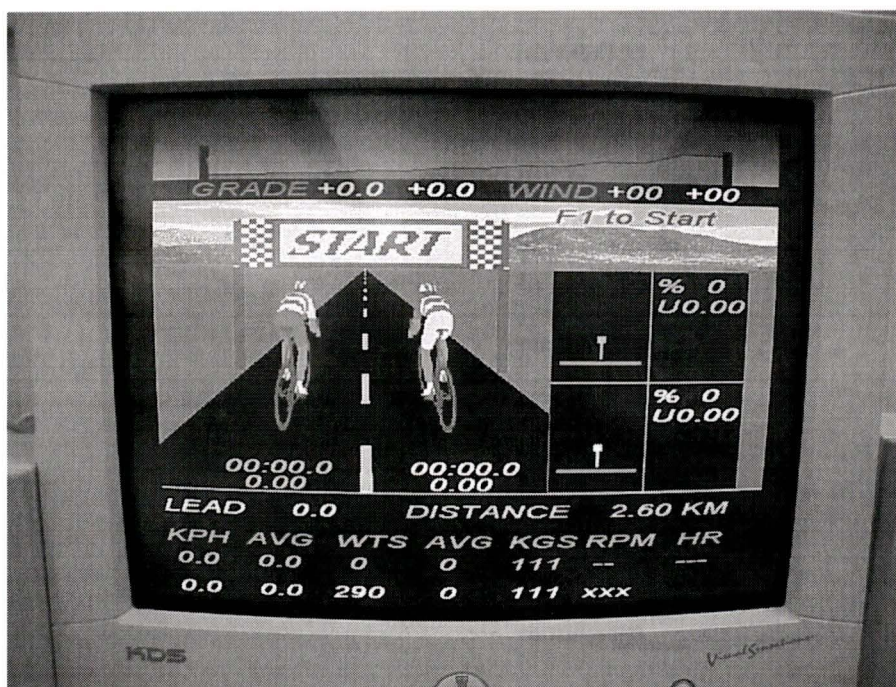 GRADE +0.0 +0.0 WIND +00 +00
F1 to Start
START
% 0
U0.00
% 0
U0.00
00:00.0 00:00.0
0.00 0.00
LEAD 0.0 DISTANCE 2.60 KM
KPH AVG WTS AVG KGS RPM HR
0.0 0.0 0 0 111 -- ---
0.0 0.0 290 0 111 xxx
KDS
Visual Sensations